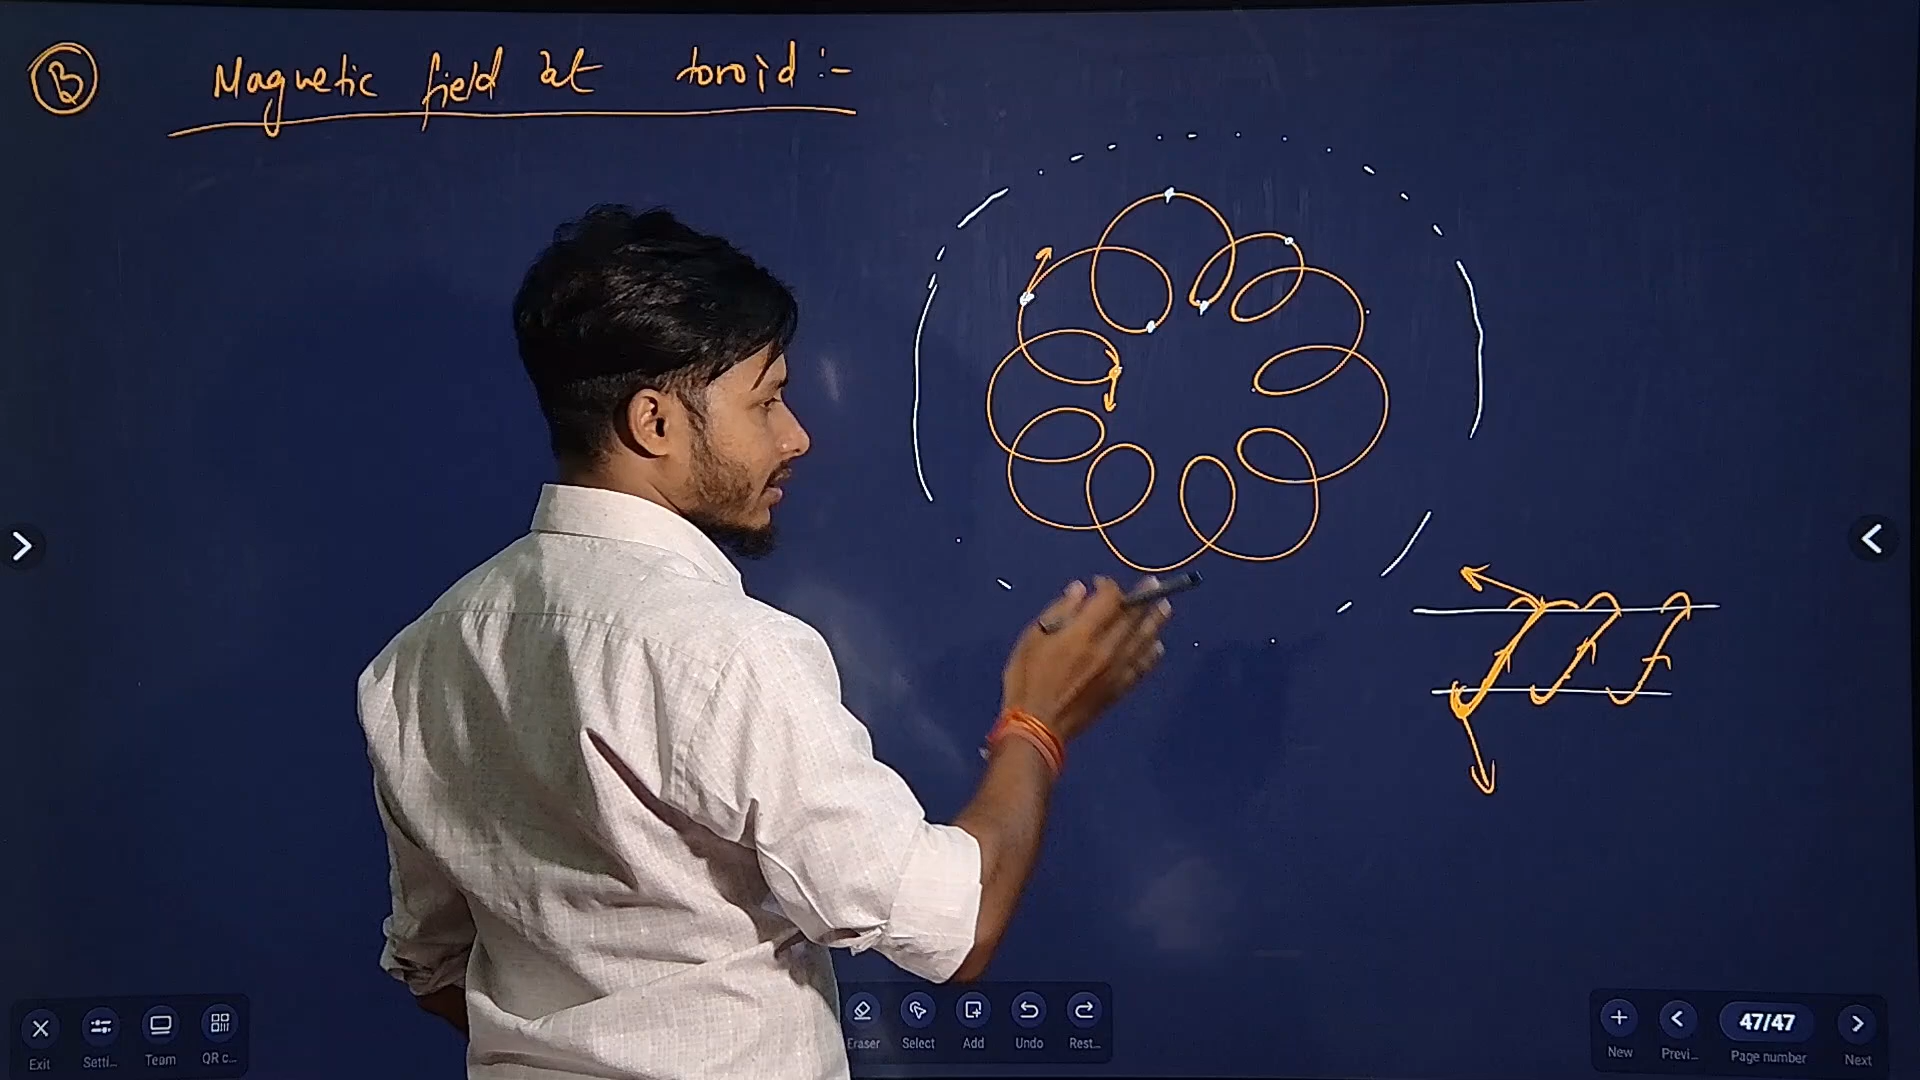 B Magnetic field at toroid :-
Exit
Setti...
Team
QR c...
Eraser
Select
Add
Undo
Rest...
New
Previ...
47/47
Page number
Next